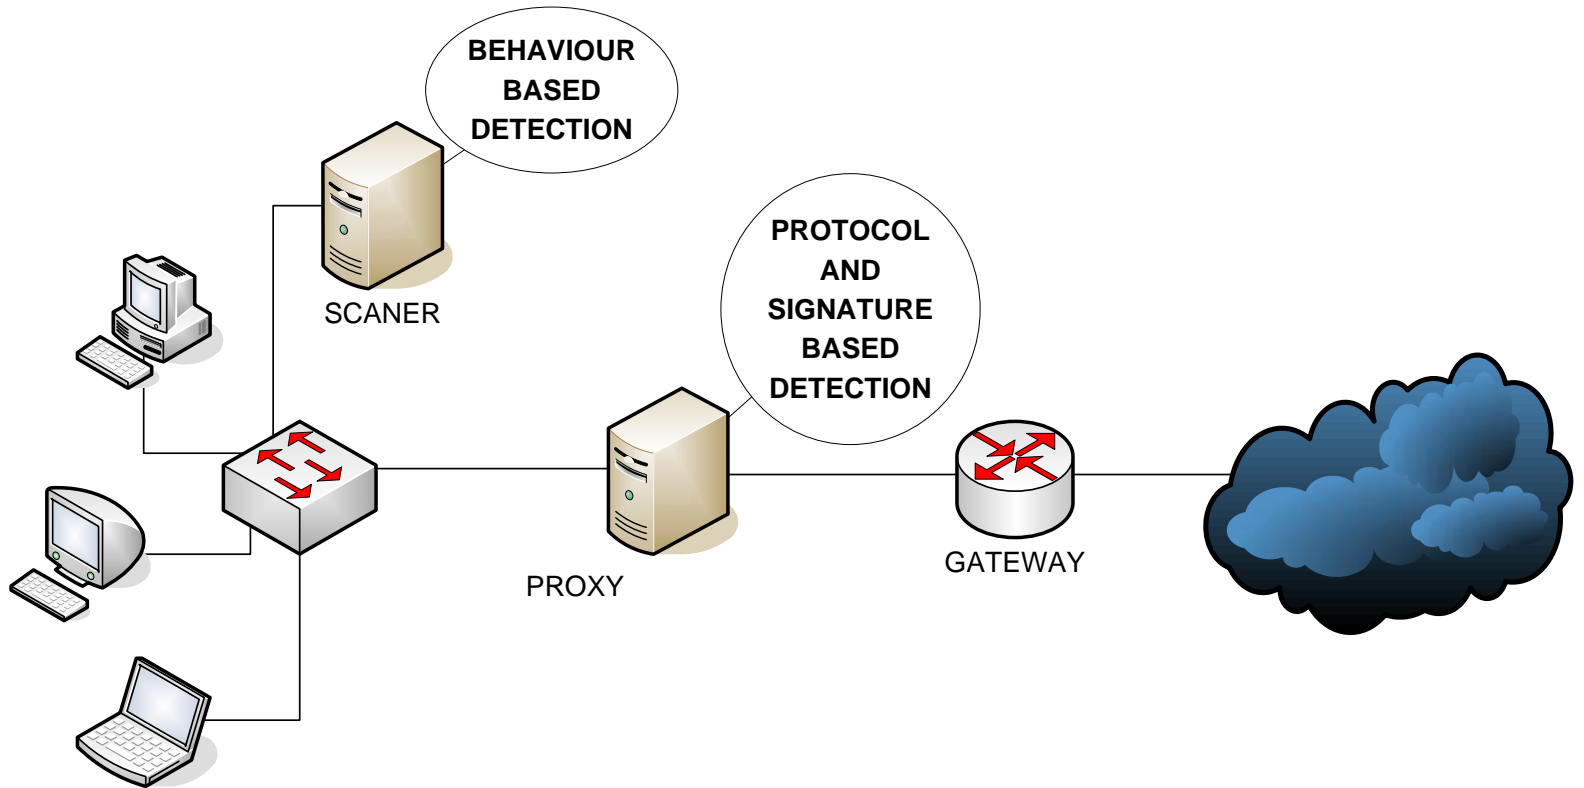 BEHAVIOUR
BASED
DETECTION
SCANER
PROTOCOL
AND
SIGNATURE
BASED
DETECTION
PROXY
GATEWAY